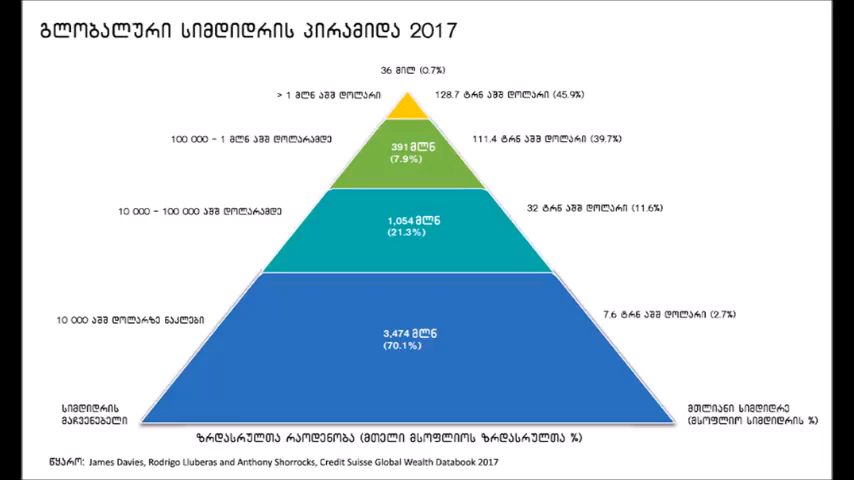 გლობალური სიმდიდრის პირამიდა 2017
36 მილ (0.7%)
> 1 მლნ აშშ დოლარი
128.7 ტრნ აშშ დოლარი (45.9%)
100 000 – 1 მლნ აშშ დოლარამდე
391 მლნ
(7.9%)
111.4 ტრნ აშშ დოლარი (39.7%)
10 000 – 100 000 აშშ დოლარამდე
1,054 მლნ
(21.3%)
32 ტრნ აშშ დოლარი (11.6%)
10 000 აშშ დოლარზე ნაკლები
3,474 მლნ
(70.1%)
7.6 ტრნ აშშ დოლარი (2.7%)
სიმდიდრის
მაჩვენებელი
მთლიანი სიმდიდრე
(მსოფლიო სიმდიდრის %)
ზრდასრულთა რაოდენობა (მთელი მსოფლიოს ზრდასრულთა %)
წყარო: James Davies, Rodrigo Lluberas and Anthony Shorrocks, Credit Suisse Global Wealth Databook 2017